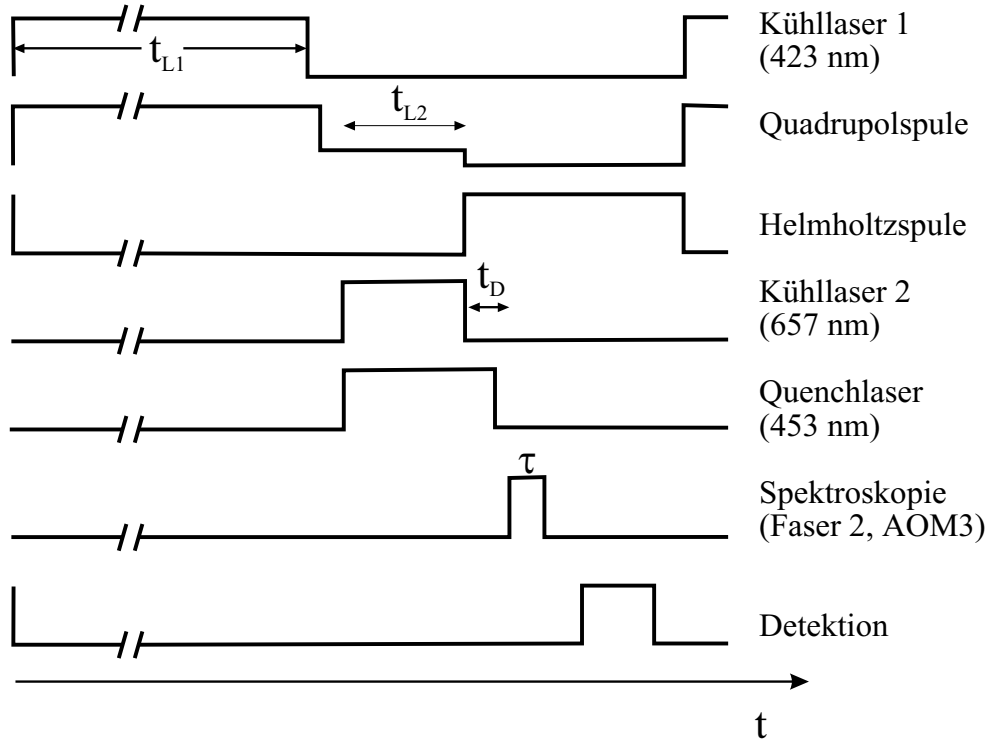 t_L1
Kühllaser 1
(423 nm)
t_L2
Quadrupolspule
Helmholtzspule
t_D
Kühllaser 2
(657 nm)
Quenchlaser
(453 nm)
τ
Spektroskopie
(Faser 2, AOM3)
Detektion
t